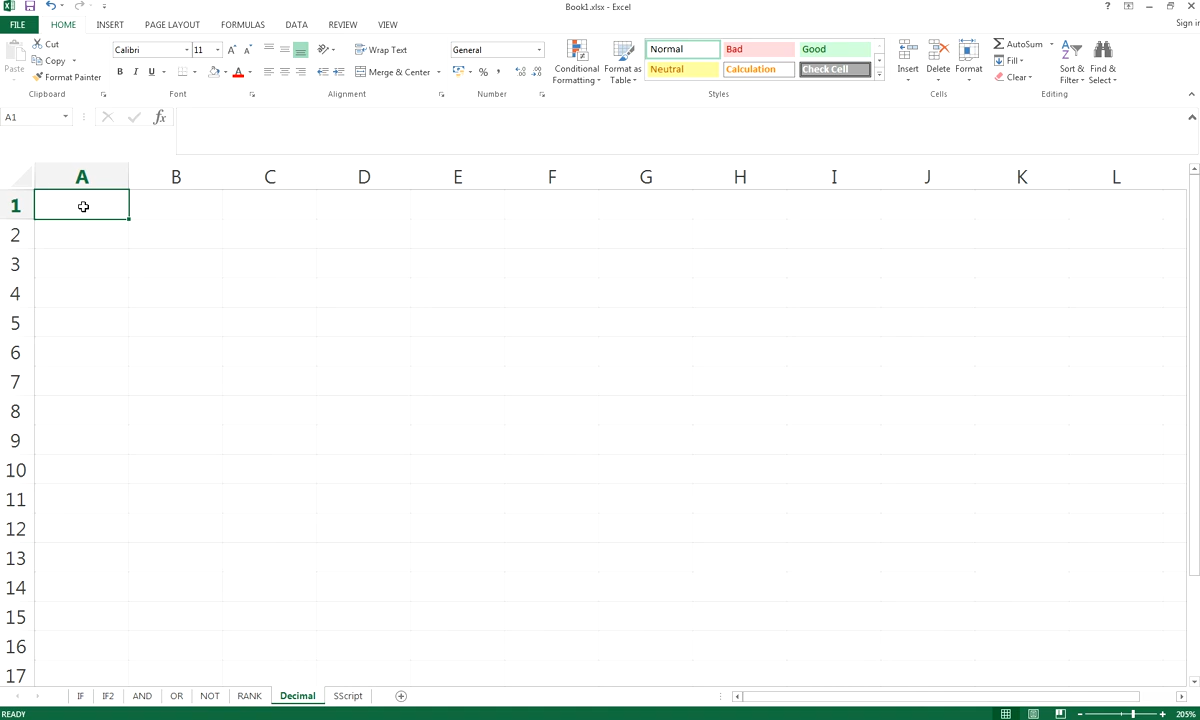 Book1.xlsx - Excel
?
Sign in
FILE HOME INSERT PAGE LAYOUT FORMULAS DATA REVIEW VIEW
Paste
Cut
Copy
Format Painter
Clipboard
Calibri 11
B I U
Font
Wrap Text
Merge & Center
Alignment
General
%
Number
Conditional Formatting
Format as Table
Normal Bad Good
Neutral Calculation Check Cell
Styles
Insert Delete Format
Cells
AutoSum
Fill
Clear
Sort & Filter
Find & Select
Editing
A1
fx
A B C D E F G H I J K L
1
2
3
4
5
6
7
8
9
10
11
12
13
14
15
16
17
IF IF2 AND OR NOT RANK Decimal SScript
READY
205%